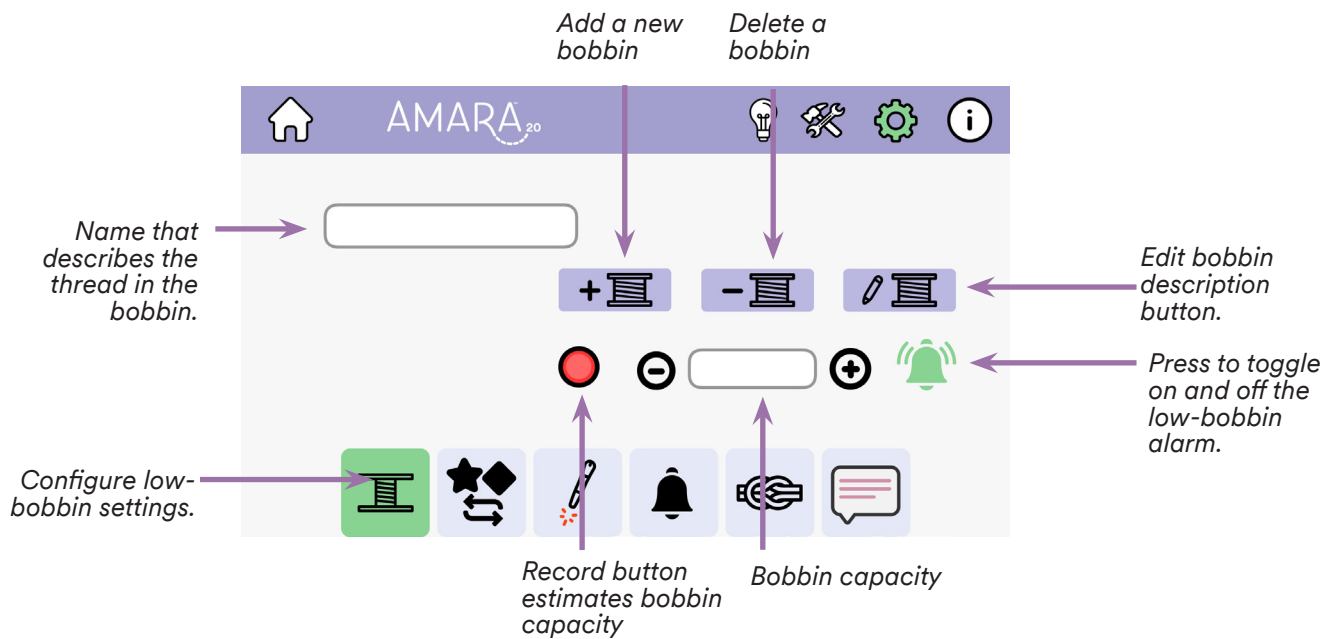 Add a new
bobbin
Delete a
bobbin
AMARA™ 20
i
Name that
describes the
thread in the
bobbin.
Edit bobbin
description
button.
Press to toggle
on and off the
low-bobbin
alarm.
Configure low-
bobbin settings.
Record button
estimates bobbin
capacity
Bobbin capacity